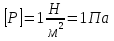 [P] = 1 Н/м² = 1Па